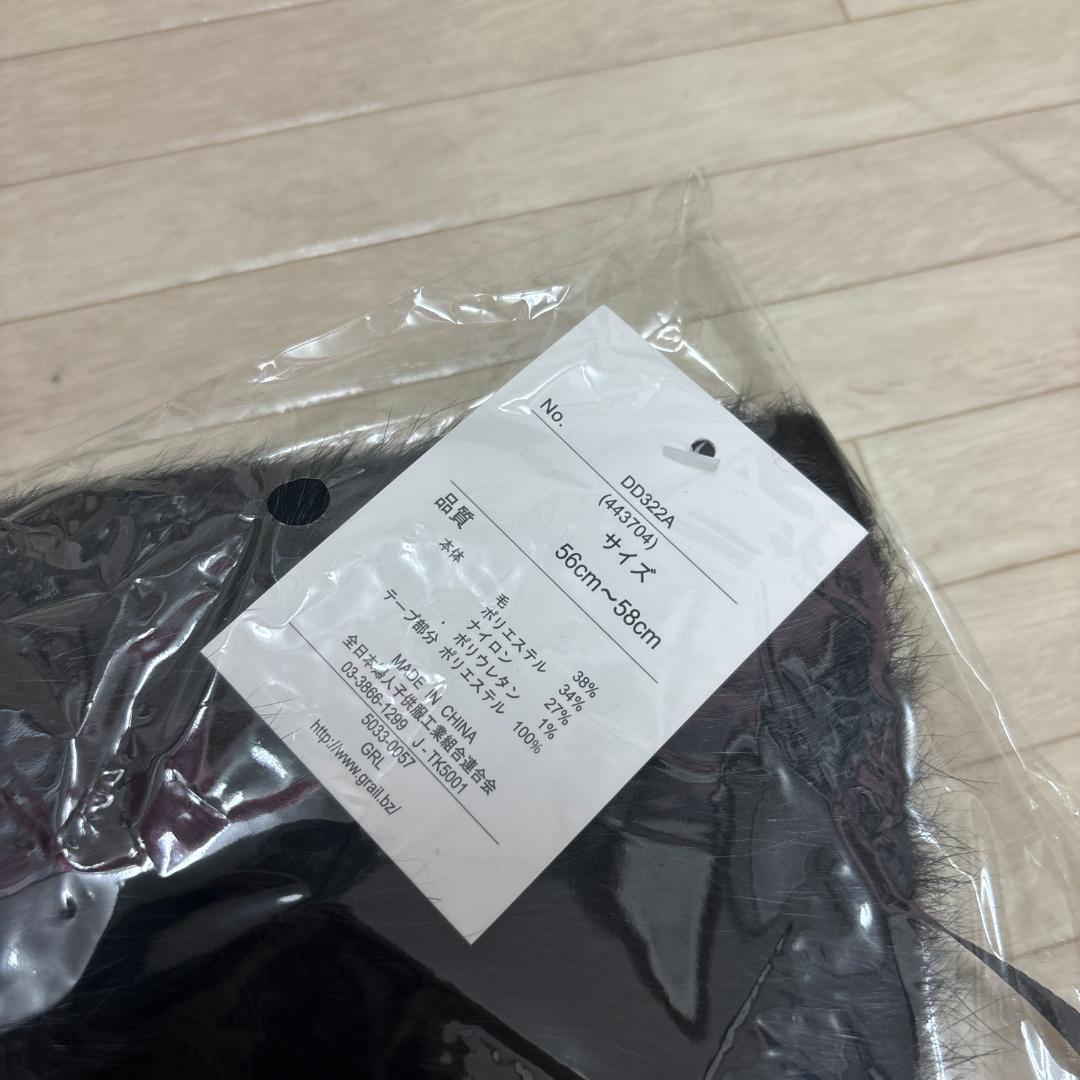 No.
DD322A
(443704)
サイズ
56cm～58cm
品質
本体
毛 38%
ポリエステル 34%
ナイロン 27%
ポリウレタン 1%
テープ部分 ポリエステル 100%
MADE IN CHINA
全日本婦人子供服工業組合連合会
03-3866-1299 J-TK5001
5033-0057
GRL
http://www.grail.bz/